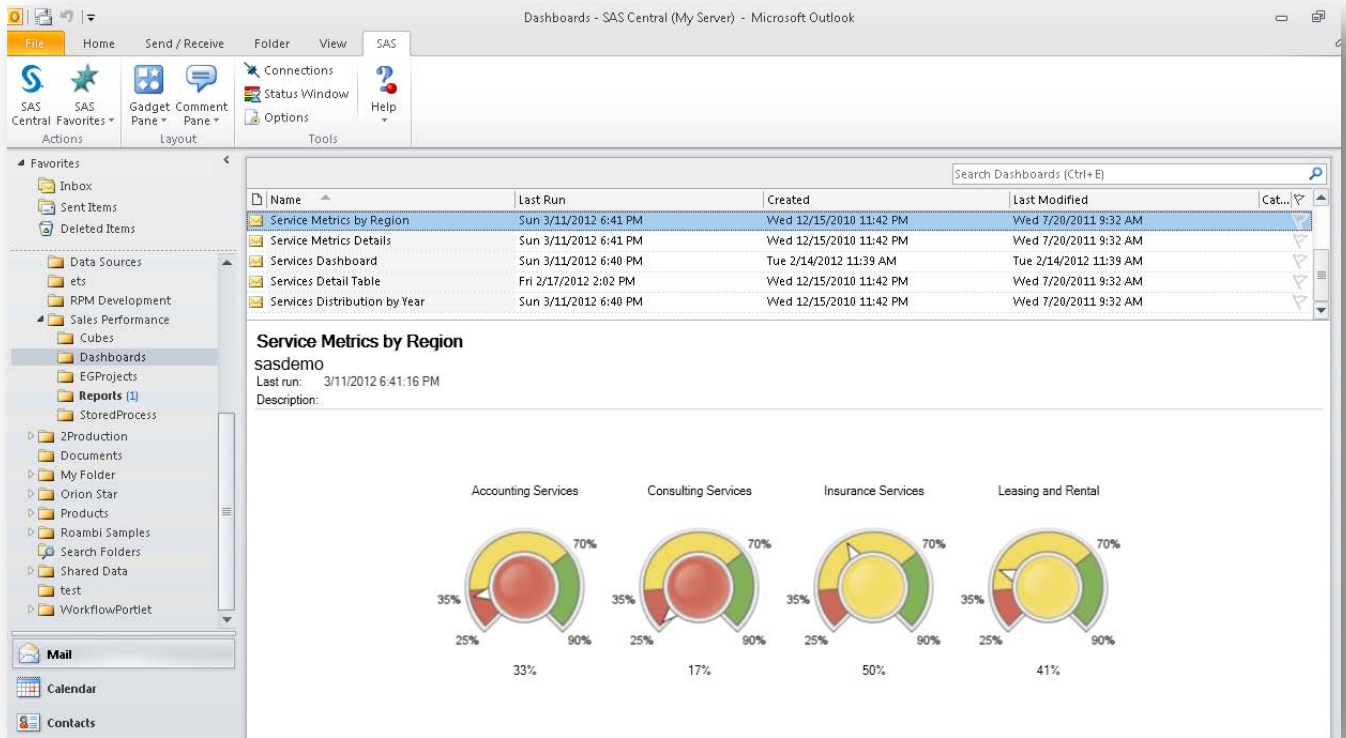 Dashboards - SAS Central (My Server) - Microsoft Outlook
File Home Send / Receive Folder View SAS
SAS Central
SAS Favorites
Actions
Gadget Pane
Comment Pane
Layout
Connections
Status Window
Options
Help
Tools
Favorites
Inbox
Sent Items
Deleted Items
Data Sources
ets
RPM Development
Sales Performance
Cubes
Dashboards
EGProjects
Reports (1)
StoredProcess
2Production
Documents
My Folder
Orion Star
Products
Roambi Samples
Search Folders
Shared Data
test
WorkflowPortlet
Mail
Calendar
Contacts
Search Dashboards (Ctrl+E)
Name Last Run Created Last Modified Cat...
Service Metrics by Region Sun 3/11/2012 6:41 PM Wed 12/15/2010 11:42 PM Wed 7/20/2011 9:32 AM
Service Metrics Details Sun 3/11/2012 6:41 PM Wed 12/15/2010 11:42 PM Wed 7/20/2011 9:32 AM
Services Dashboard Sun 3/11/2012 6:40 PM Tue 2/14/2012 11:39 AM Tue 2/14/2012 11:39 AM
Services Detail Table Fri 2/17/2012 2:02 PM Wed 12/15/2010 11:42 PM Wed 7/20/2011 9:32 AM
Services Distribution by Year Sun 3/11/2012 6:40 PM Wed 12/15/2010 11:42 PM Wed 7/20/2011 9:32 AM
Service Metrics by Region
sasdemo
Last run: 3/11/2012 6:41:16 PM
Description:
Accounting Services Consulting Services Insurance Services Leasing and Rental
70% 70% 70% 70%
35% 35% 35% 35%
25% 90% 25% 90% 25% 90% 25% 90%
33% 17% 50% 41%